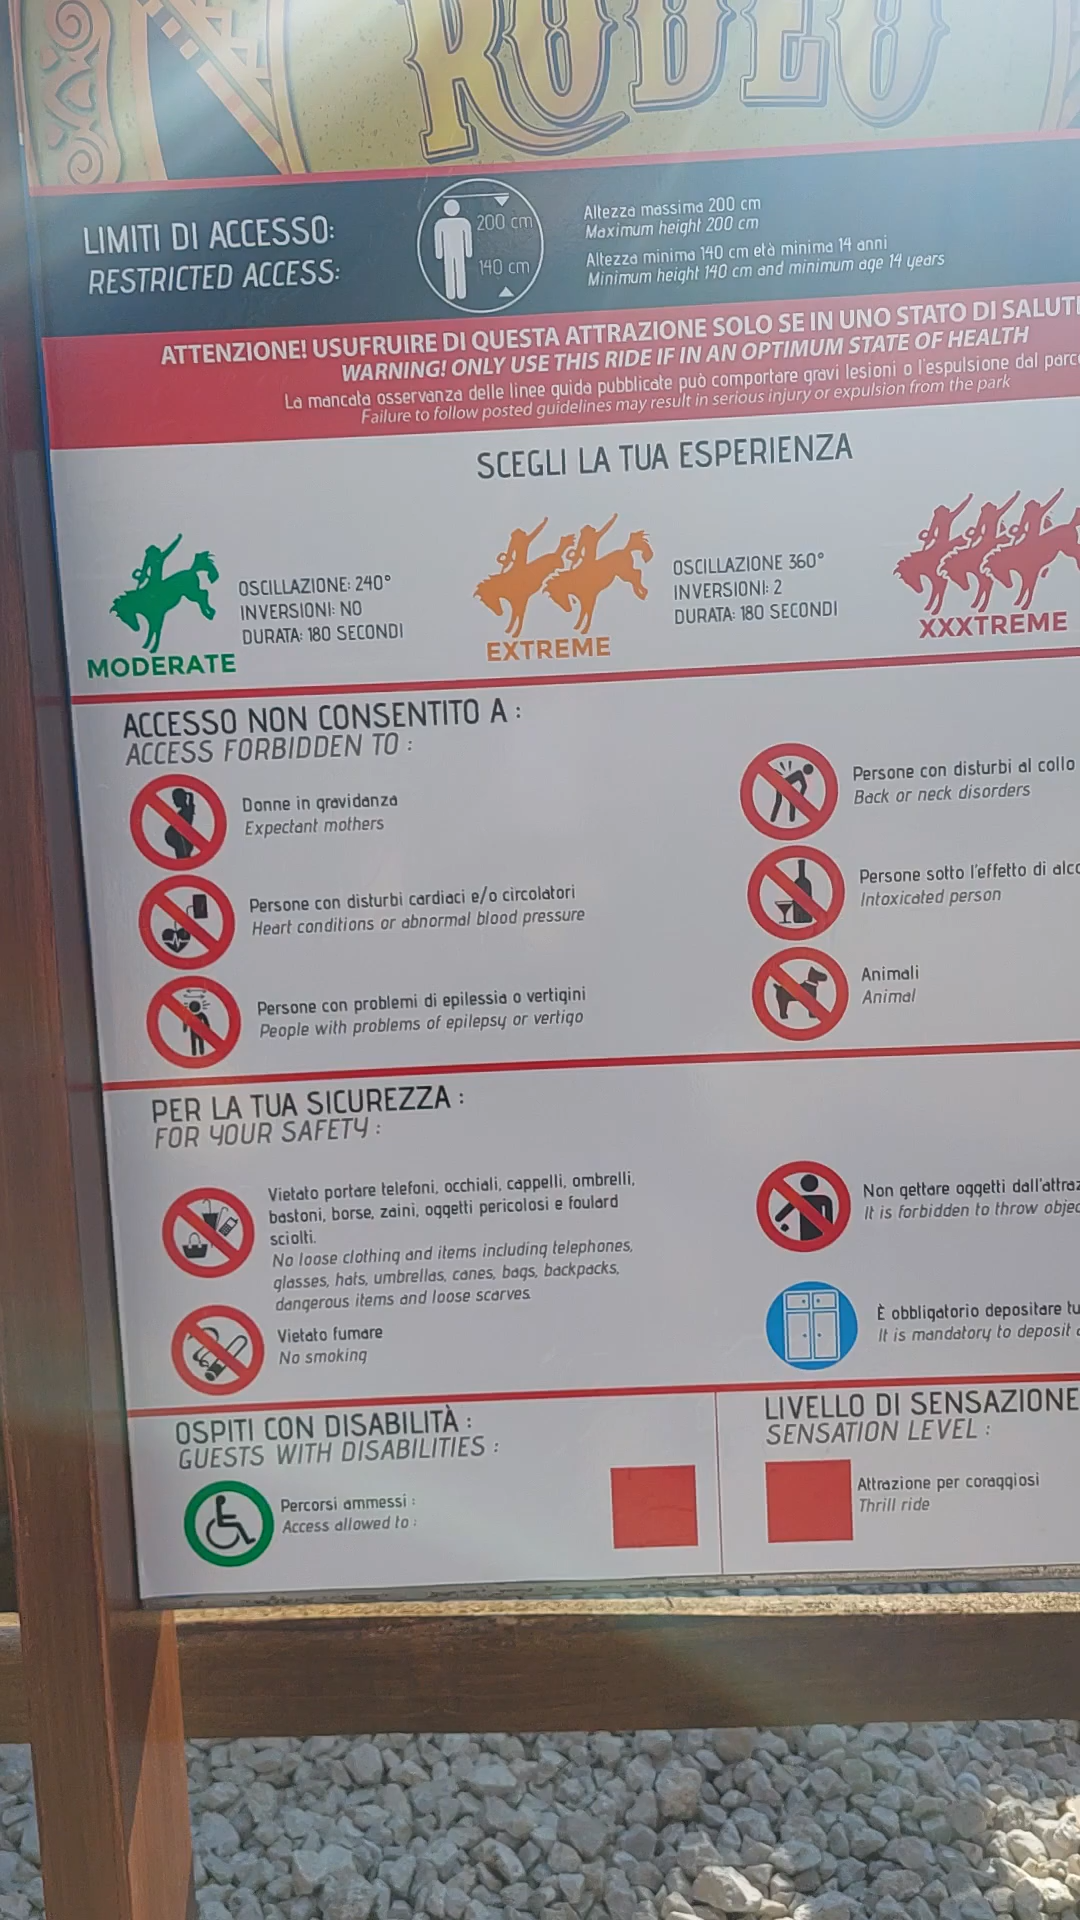 RODEO
LIMITI DI ACCESSO:
RESTRICTED ACCESS:
200 cm
140 cm
Altezza massima 200 cm
Maximum height 200 cm
Altezza minima 140 cm età minima 14 anni
Minimum height 140 cm and minimum age 14 years
ATTENZIONE! USUFRUIRE DI QUESTA ATTRAZIONE SOLO SE IN UNO STATO DI
WARNING! ONLY USE THIS RIDE IF IN AN OPTIMUM STATE OF HEALTH
La mancata osservanza delle linee guida pubblicate può comportare gravi lesioni o l'espulsione dal
Failure to follow posted guidelines may result in serious injury or expulsion from the park
SCEGLI LA TUA ESPERIENZA
MODERATE
OSCILLAZIONE: 240°
INVERSIONI: NO
DURATA: 180 SECONDI
EXTREME
OSCILLAZIONE 360°
INVERSIONI: 2
DURATA: 180 SECONDI
XXXTREME
ACCESSO NON CONSENTITO A :
ACCESS FORBIDDEN TO :
Donne in gravidanza
Expectant mothers
Persone con disturbi cardiaci e/o circolatori
Heart conditions or abnormal blood pressure
Persone con problemi di epilessia o vertigini
People with problems of epilepsy or vertigo
Persone con disturbi al collo
Back or neck disorders
Persone sotto l'effetto di
Intoxicated person
Animali
Animal
PER LA TUA SICUREZZA :
FOR YOUR SAFETY :
Vietato portare telefoni, occhiali, cappelli, ombrelli,
bastoni, borse, zaini, oggetti pericolosi e foulard
sciolti.
No loose clothing and items including telephones,
glasses, hats, umbrellas, canes, bags, backpacks,
dangerous items and loose scarves
Vietato fumare
No smoking
Non gettare oggetti
It is forbidden to throw
È obbligatorio depositare
It is mandatory to deposit
OSPITI CON DISABILITÀ :
GUESTS WITH DISABILITIES :
Percorsi ammessi :
Access allowed to :
LIVELLO DI SENSAZIONE
SENSATION LEVEL :
Attrazione per coraggiosi
Thrill ride